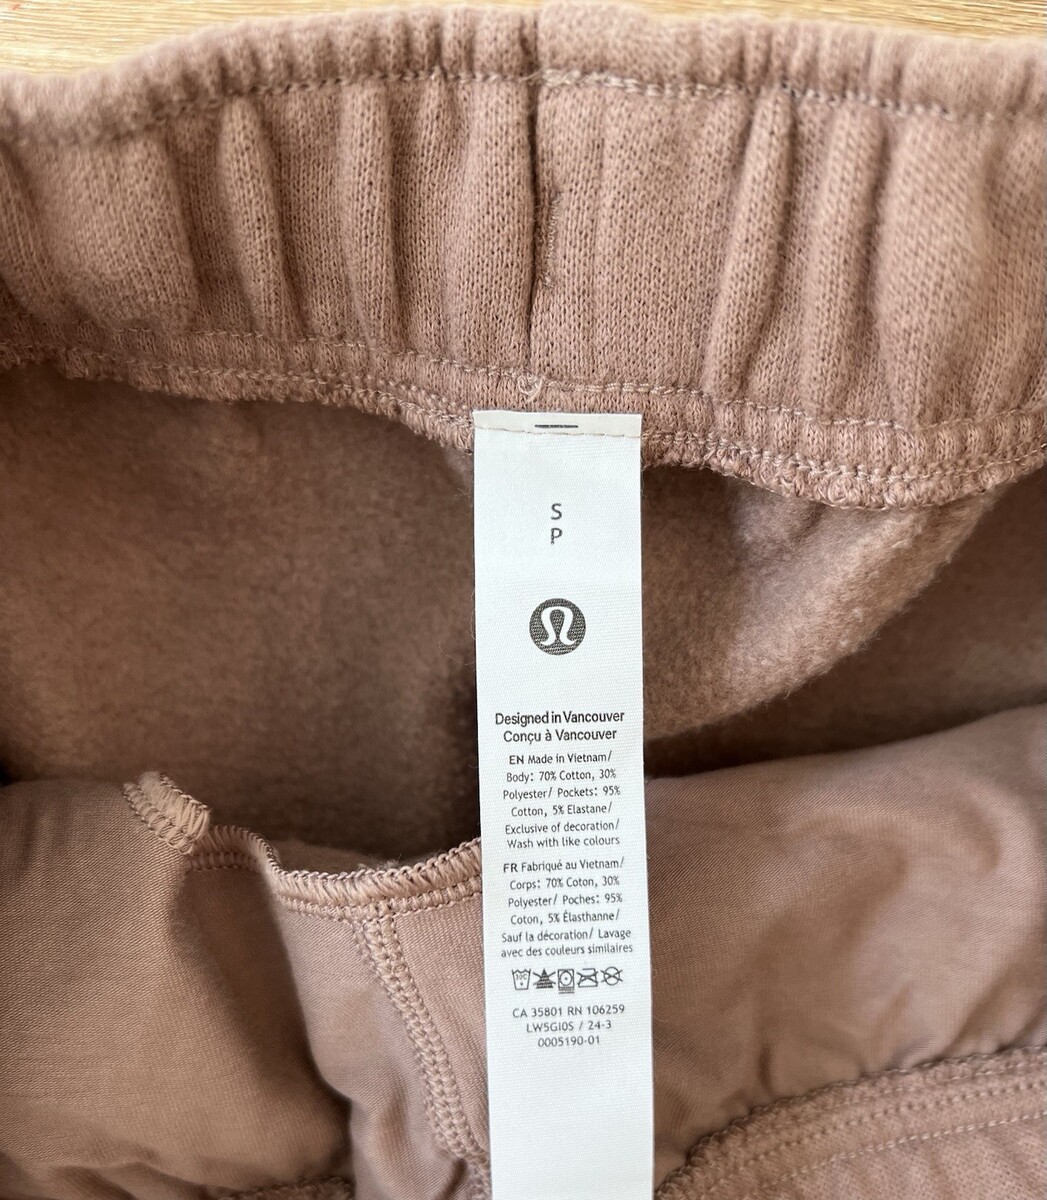 S
P
Designed in Vancouver
Conçu à Vancouver
EN Made in Vietnam/
Body: 70% Cotton, 30%
Polyester/ Pockets: 95%
Cotton, 5% Elastane/
Exclusive of decoration/
Wash with like colours
FR Fabriqué au Vietnam/
Corps: 70% Coton, 30%
Polyester/ Poches: 95%
Coton, 5% Élasthanne/
Sauf la décoration/ Lavage
avec des couleurs similaires
30C
CA 35801 RN 106259
LW5GI0S / 24-3
0005190-01